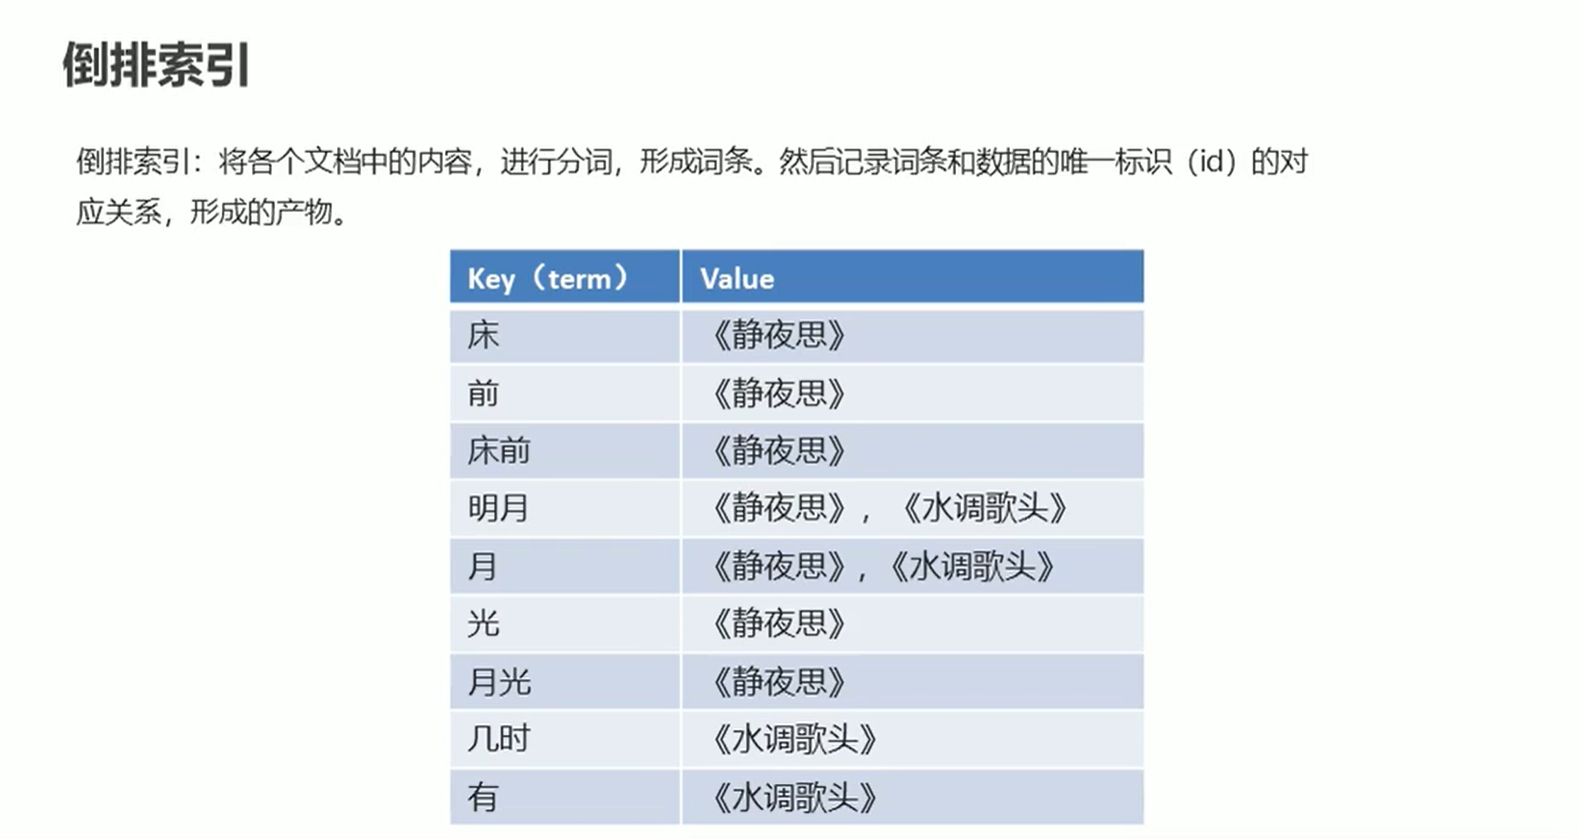 倒排索引
倒排索引：将各个文档中的内容，进行分词，形成词条。然后记录词条和数据的唯一标识（id）的对
应关系，形成的产物。
Key（term） Value
床 《静夜思》
前 《静夜思》
床前 《静夜思》
明月 《静夜思》，《水调歌头》
月 《静夜思》，《水调歌头》
光 《静夜思》
月光 《静夜思》
几时 《水调歌头》
有 《水调歌头》